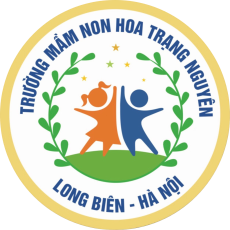 TRƯỜNG MẦM NON HOA TRẠNG NGUYÊN
LONG BIÊN - HÀ NỘI